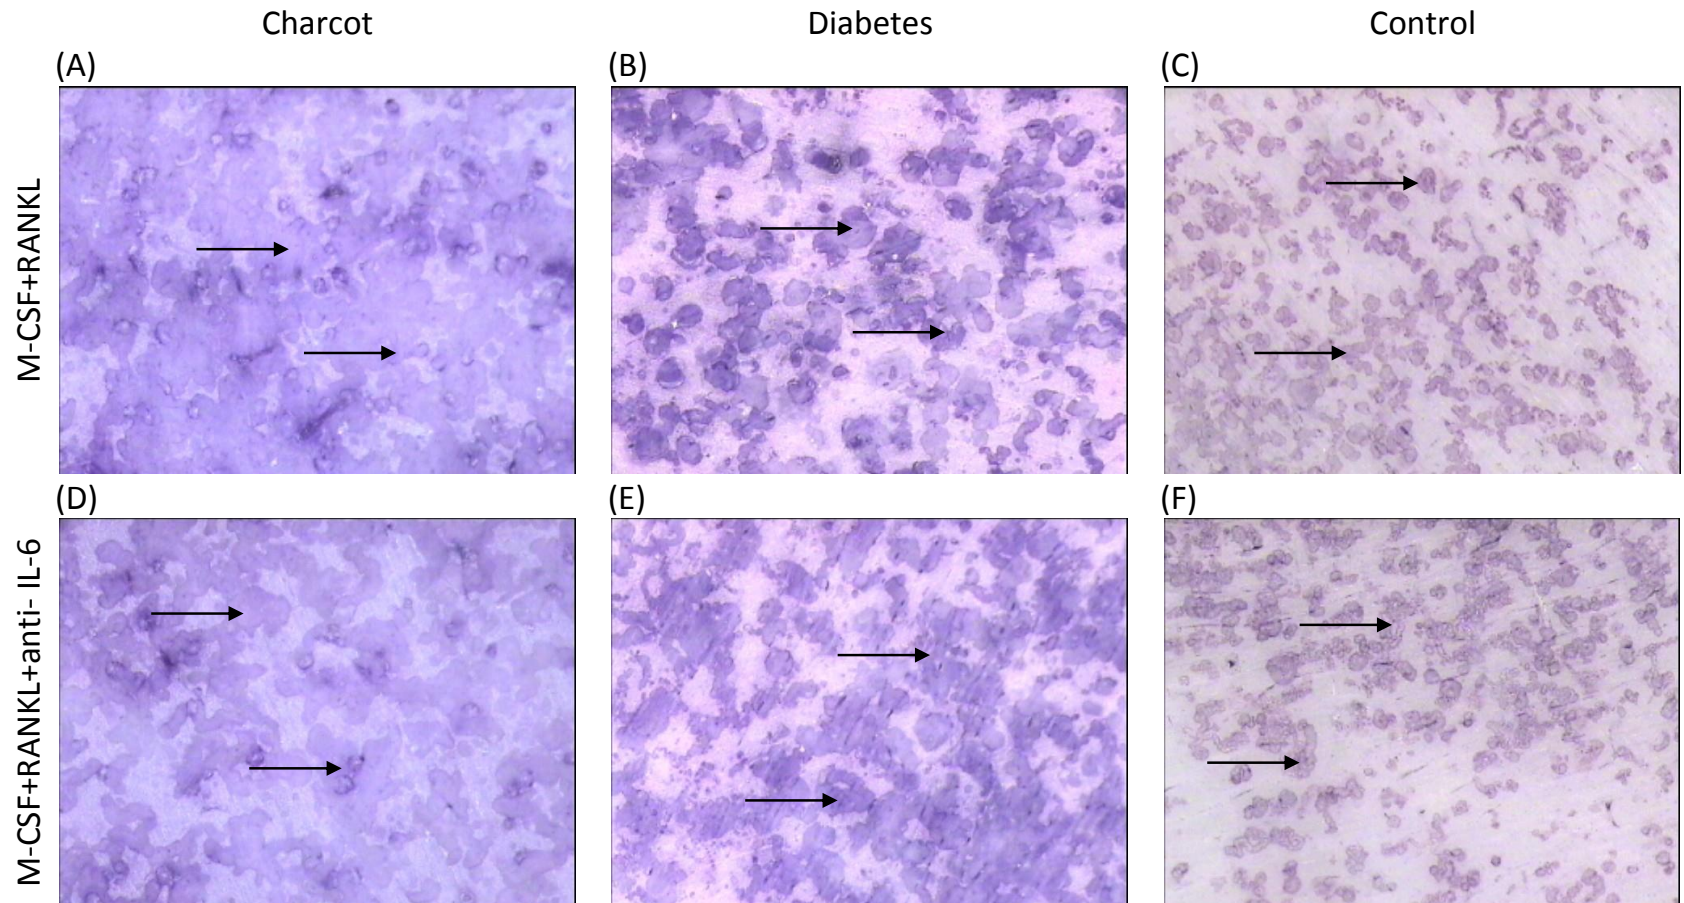 Charcot
Diabetes
Control
(A)
(B)
(C)
M-CSF+RANKL
(D)
(E)
(F)
M-CSF+RANKL+anti- IL-6